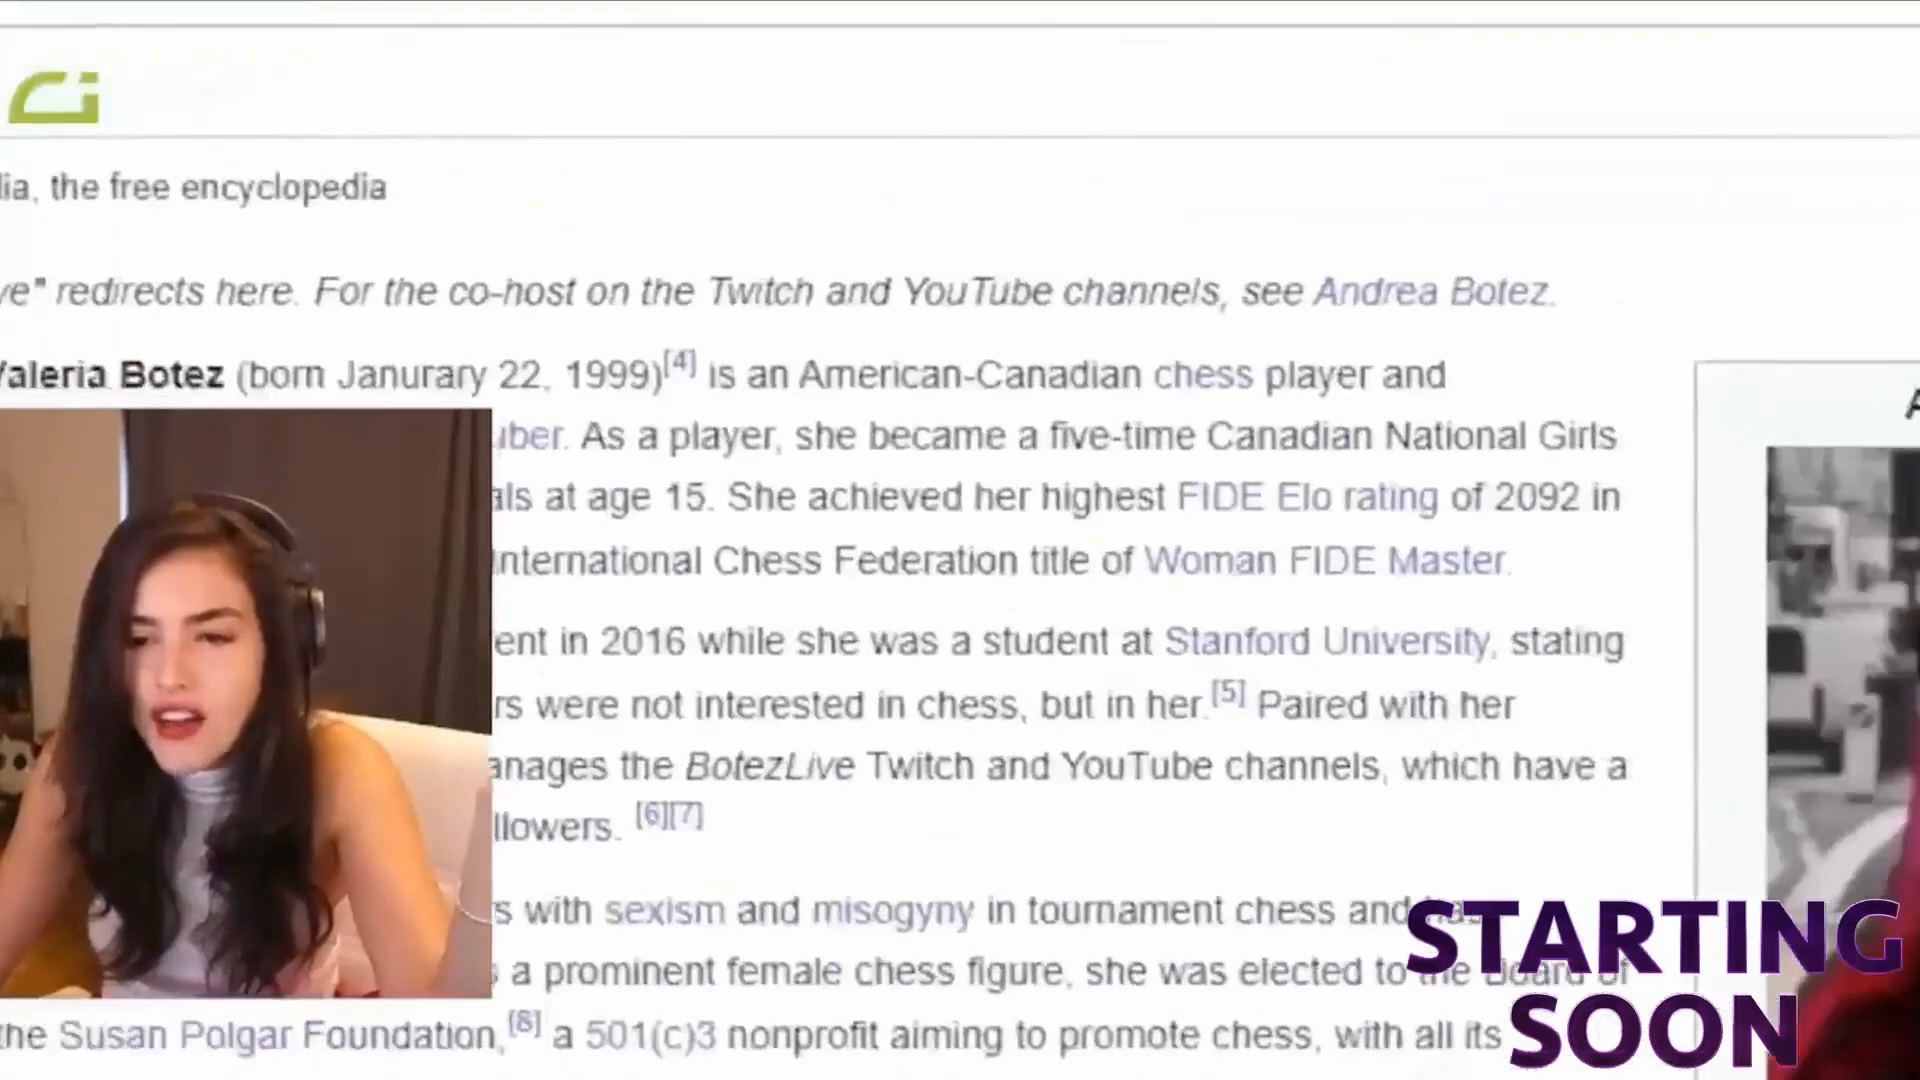 lia, the free encyclopedia
ve" redirects here. For the co-host on the Twitch and YouTube channels, see Andrea Botez.
Valeria Botez (born Janurary 22, 1999)[4] is an American-Canadian chess player and
uber. As a player, she became a five-time Canadian National Girls
als at age 15. She achieved her highest FIDE Elo rating of 2092 in
International Chess Federation title of Woman FIDE Master.
ent in 2016 while she was a student at Stanford University, stating
rs were not interested in chess, but in her.[5] Paired with her
anages the BotezLive Twitch and YouTube channels, which have a
llowers. [6][7]
s with sexism and misogyny in tournament chess and has
s a prominent female chess figure, she was elected to the Board of
the Susan Polgar Foundation,[8] a 501(c)3 nonprofit aiming to promote chess, with all its
A
STARTING
SOON